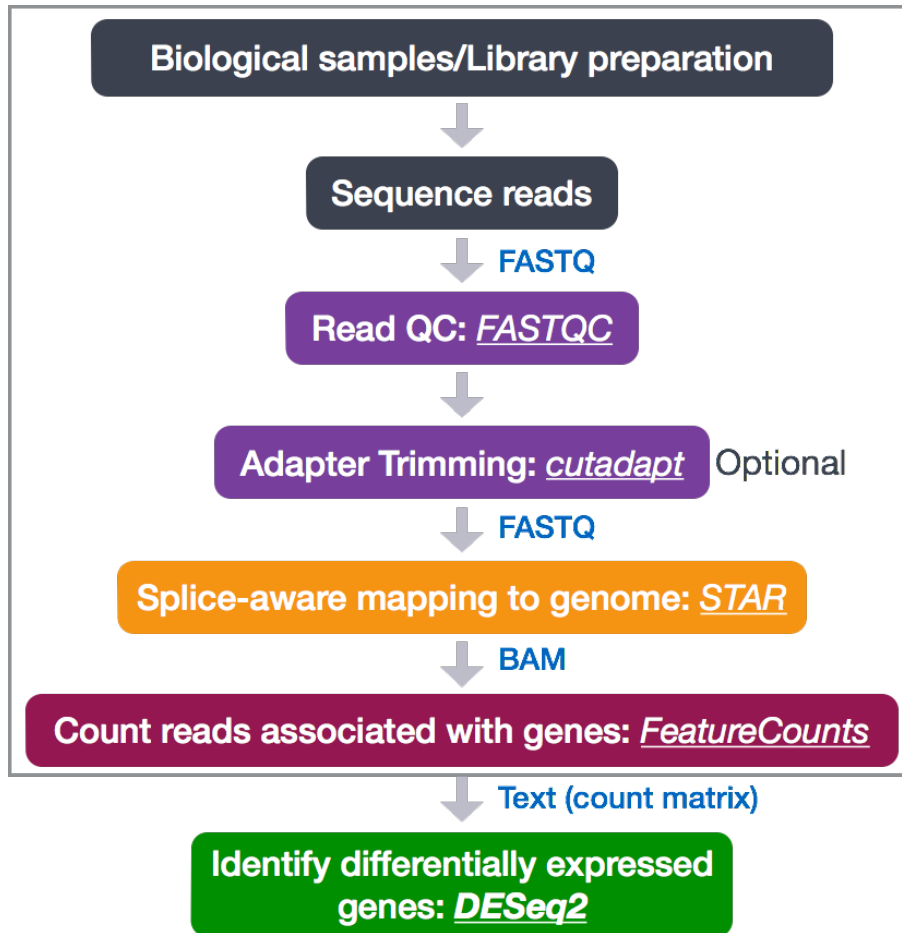 Biological samples/Library preparation
Sequence reads
FASTQ
Read QC: FASTQC
Adapter Trimming: cutadapt Optional
FASTQ
Splice-aware mapping to genome: STAR
BAM
Count reads associated with genes: FeatureCounts
Text (count matrix)
Identify differentially expressed
genes: DESeq2